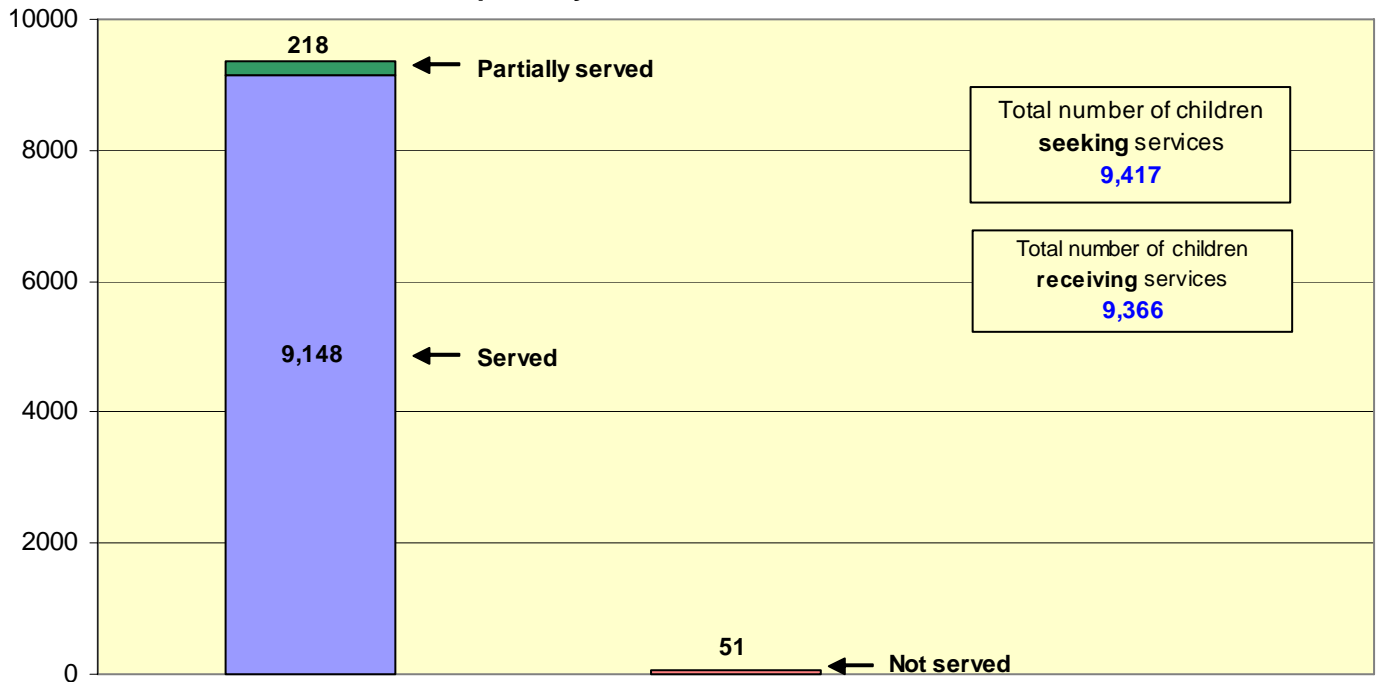 10000
218
Partially served
Total number of children
seeking services
9,417
8000
Total number of children
receiving services
9,366
6000
9,148
Served
4000
2000
51
Not served
0